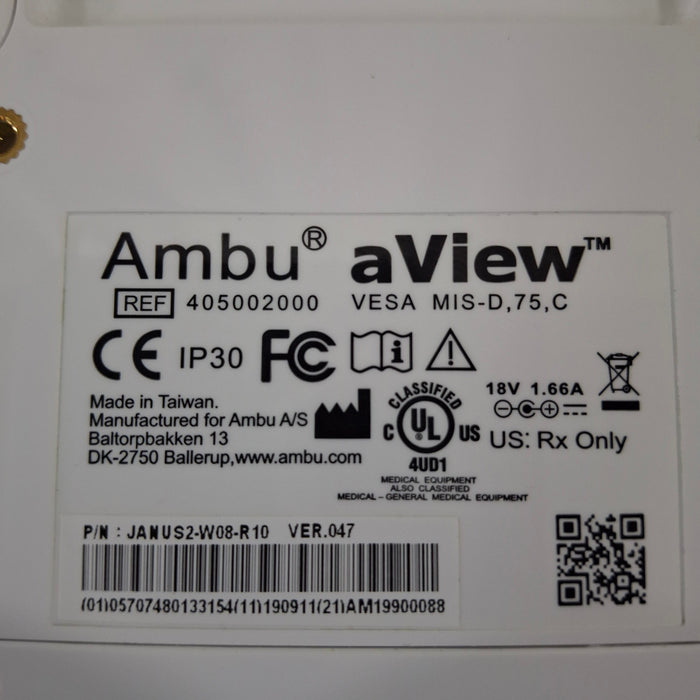 Ambu® aView™
REF 405002000 VESA MIS-D,75,C
CE IP30 FC
Made in Taiwan.
Manufactured for Ambu A/S
Baltorpbakken 13
DK-2750 Ballerup,www.ambu.com
CLASSIFIED
C UL® US
4UD1
MEDICAL EQUIPMENT
ALSO CLASSIFIED
MEDICAL – GENERAL MEDICAL EQUIPMENT
18V 1.66A
US: Rx Only
P/N : JANUS2-W08-R10 VER.047
(01)05707480133154(11)190911(21)AM19900088